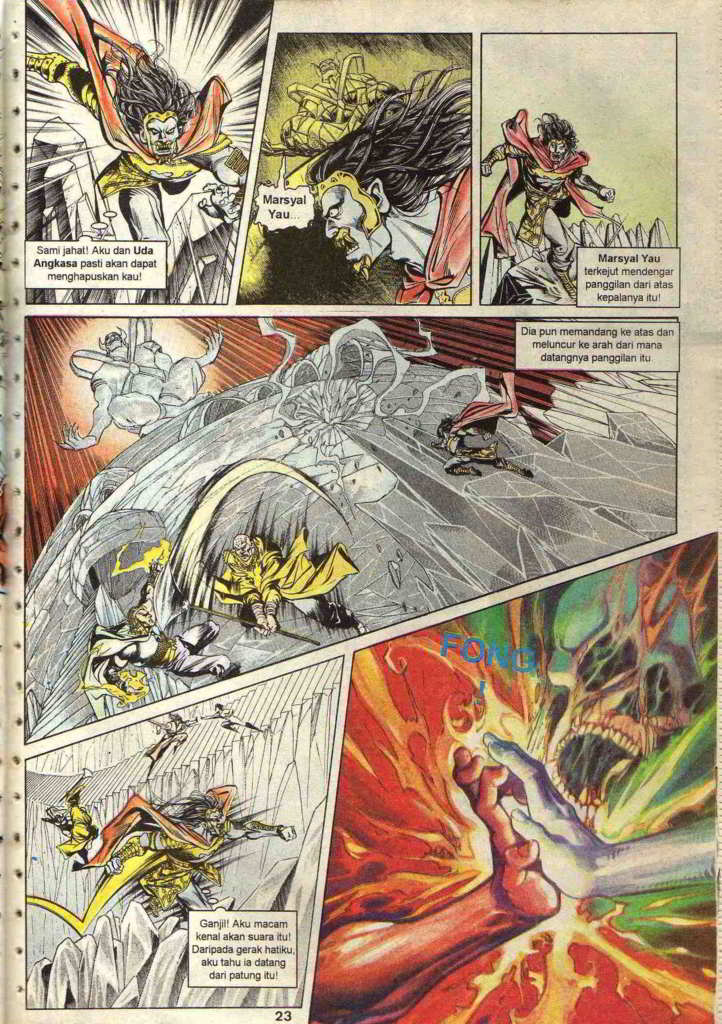 Sami jahat! Aku dan Uda
Angkasa pasti akan dapat
menghapuskan kau!
Marsyal
Yau...
Marsyal Yau
terkejut mendengar
panggilan dari atas
kepalanya itu!
Dia pun memandang ke atas dan
meluncur ke arah dari mana
datangnya panggilan itu
FONG
!
Ganjil! Aku macam
kenal akan suara itu!
Daripada gerak hatiku,
aku tahu ia datang
dari patung itu!
23